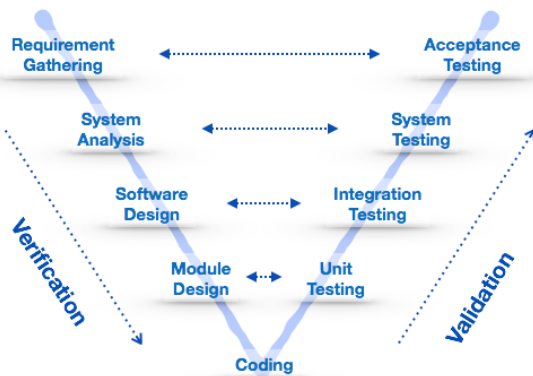 Requirement
Gathering
Acceptance
Testing
System
Analysis
System
Testing
Software
Design
Integration
Testing
Module
Design
Unit
Testing
Verification
Validation
Coding